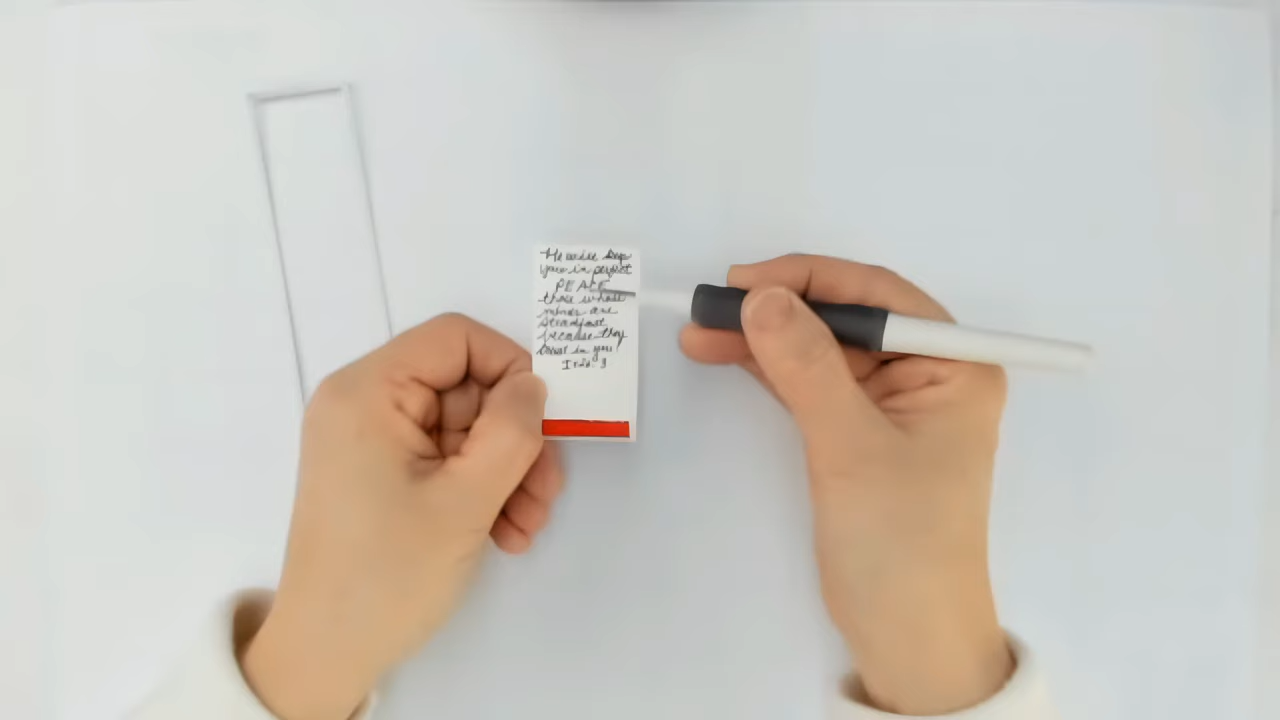 He will keep
you in perfect
PEACE
those whose
minds are
steadfast
because they
trust in you!